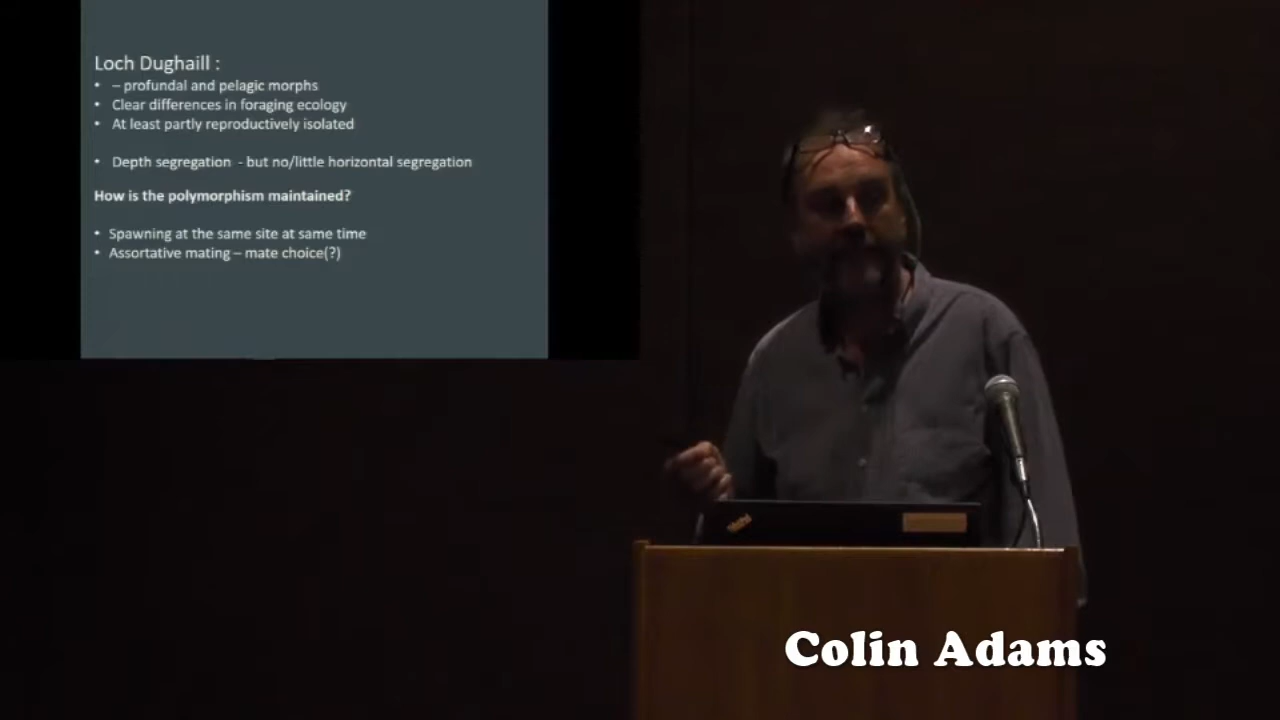 Loch Dughaill :
• – profundal and pelagic morphs
• Clear differences in foraging ecology
• At least partly reproductively isolated
• Depth segregation - but no/little horizontal segregation
How is the polymorphism maintained?
• Spawning at the same site at same time
• Assortative mating – mate choice(?)
Colin Adams